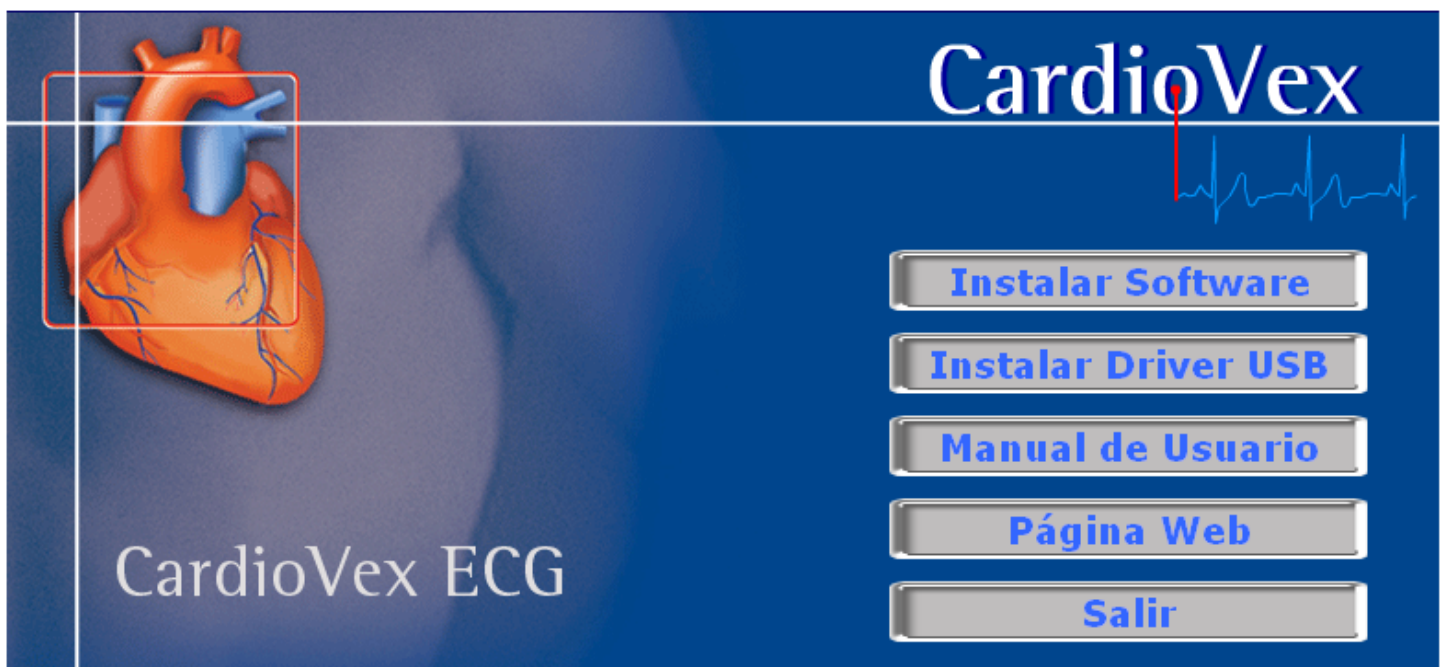 CardioVex
Instalar Software
Instalar Driver USB
Manual de Usuario
Página Web
Salir
CardioVex ECG